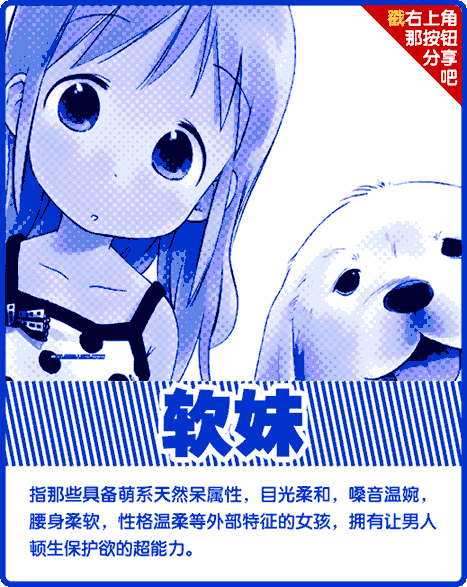 戳右上角
那按钮
分享
吧
软妹
指那些具备萌系天然呆属性，目光柔和，嗓音温婉，
腰身柔软，性格温柔等外部特征的女孩，拥有让男人
顿生保护欲的超能力。